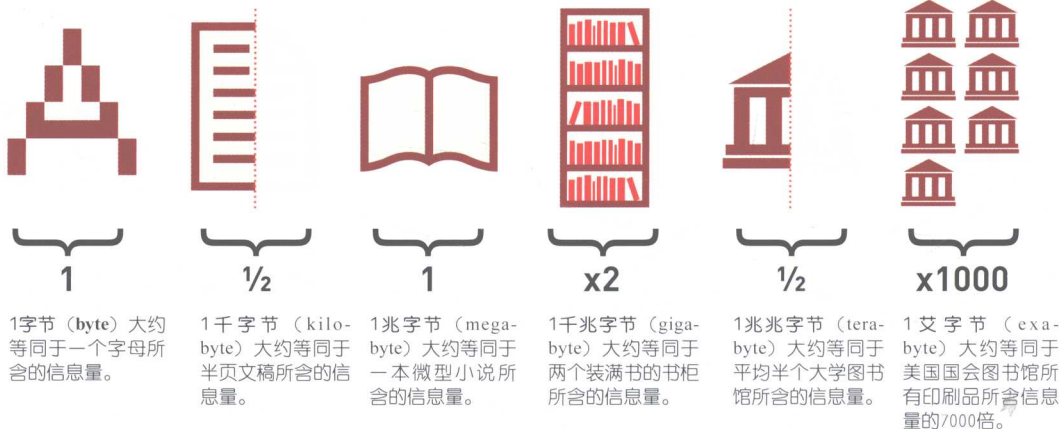 1
½
1
x2
½
x1000
1字节（byte）大约
等同于一个字母所
含的信息量。
1千字节（kilo-
byte）大约等同于
半页文稿所含的信
息量。
1兆字节（mega-
byte）大约等同于
一本微型小说所
含的信息量。
1千兆字节（giga-
byte）大约等同于
两个装满书的书柜
所含的信息量。
1兆兆字节（tera-
byte）大约等同于
平均半个大学图书
馆所含的信息量。
1艾字节（exa-
byte）大约等同于
美国国会图书馆所
有印刷品所含信息
量的7000倍。